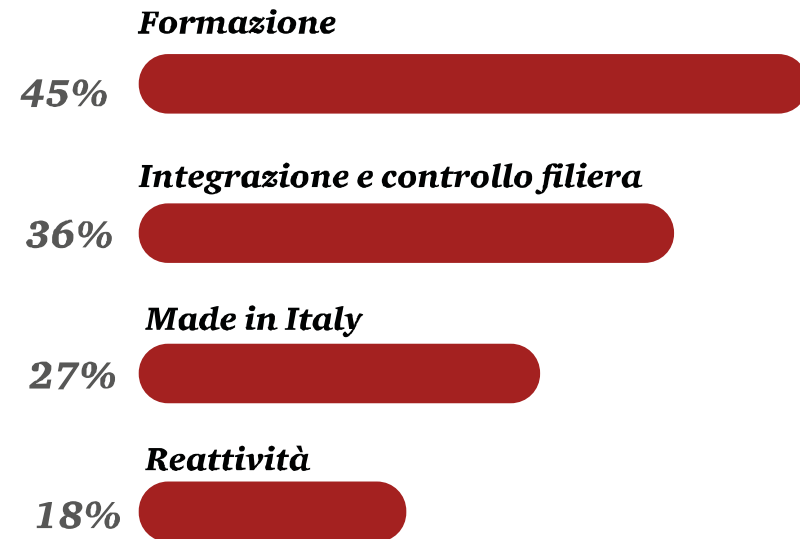 Formazione
45%
Integrazione e controllo filiera
36%
Made in Italy
27%
Reattività
18%